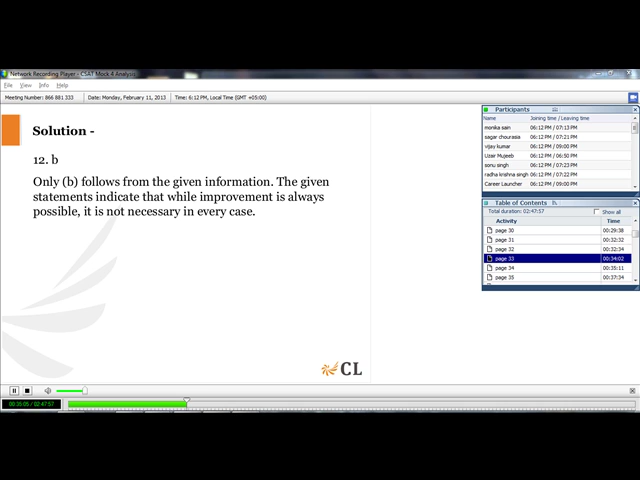 Network Recording Player - CSAT Mock 4 Analysis
File View Info Help
Meeting Number: 866 881 333 Date: Monday, February 11, 2013 Time: 6:12 PM, Local Time (GMT +05:00)
Solution -
12. b
Only (b) follows from the given information. The given
statements indicate that while improvement is always
possible, it is not necessary in every case.
CL
Participants
Name Joining time / Leaving time
monika sain 06:12 PM / 07:13 PM
sagar chourasia 06:12 PM / 07:21 PM
vijay kumar 06:12 PM / 09:00 PM
Uzair Mujeeb 06:12 PM / 06:50 PM
sonu singh 06:12 PM / 07:23 PM
radha krishna singh 06:12 PM / 07:22 PM
Career Launcher 06:12 PM / 09:00 PM
Table of Contents
Total duration: 02:47:57 Show all
Activity Time
page 30 00:29:38
page 31 00:32:32
page 32 00:32:34
page 33 00:34:02
page 34 00:35:11
page 35 00:37:34
00:35:05 / 02:47:57